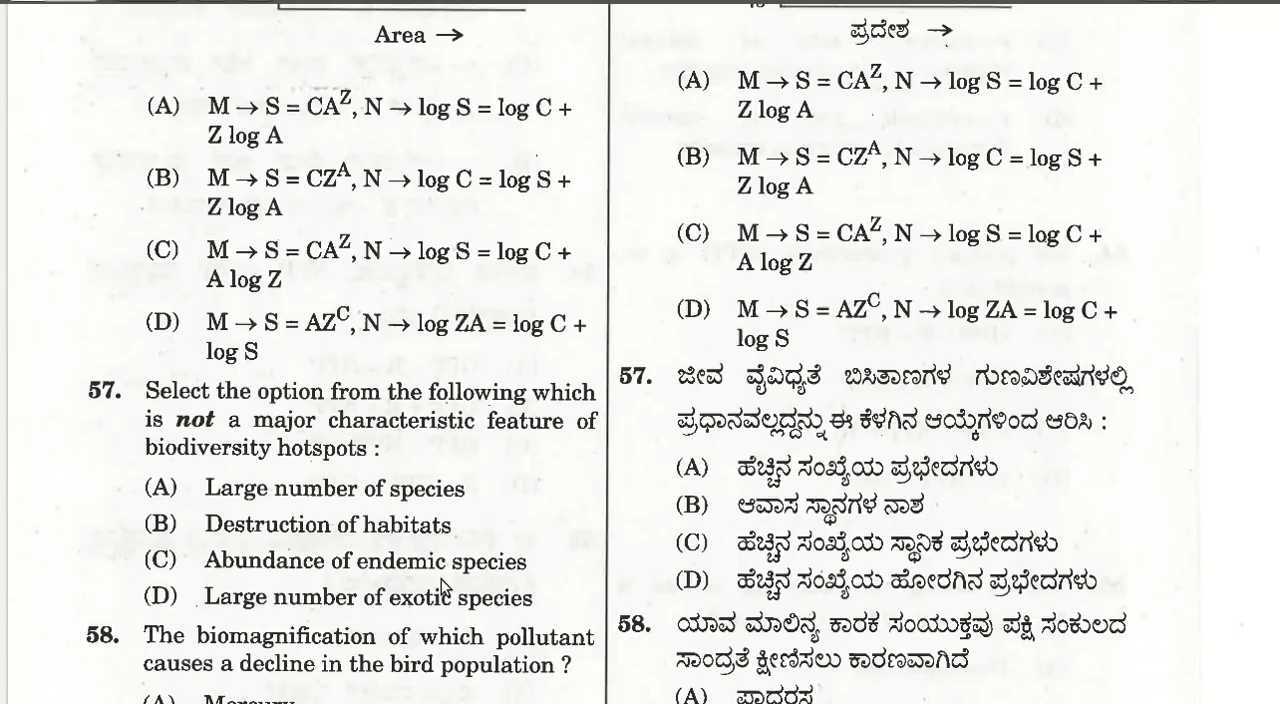 Area →
(A) M → S = CA^Z, N → log S = log C +
Z log A
(B) M → S = CZ^A, N → log C = log S +
Z log A
(C) M → S = CA^Z, N → log S = log C +
A log Z
(D) M → S = AZ^C, N → log ZA = log C +
log S
57. Select the option from the following which
is not a major characteristic feature of
biodiversity hotspots :
(A) Large number of species
(B) Destruction of habitats
(C) Abundance of endemic species
(D) Large number of exotic species
58. The biomagnification of which pollutant
causes a decline in the bird population ?
(A) Mercury
ಪ್ರದೇಶ →
(A) M → S = CA^Z, N → log S = log C +
Z log A
(B) M → S = CZ^A, N → log C = log S +
Z log A
(C) M → S = CA^Z, N → log S = log C +
A log Z
(D) M → S = AZ^C, N → log ZA = log C +
log S
57. ಜೀವ ವೈವಿಧ್ಯತೆ ಬಿಸಿತಾಣಗಳ ಗುಣವಿಶೇಷಗಳಲ್ಲಿ
ಪ್ರಧಾನವಲ್ಲದ್ದನ್ನು ಈ ಕೆಳಗಿನ ಆಯ್ಕೆಗಳಿಂದ ಆರಿಸಿ :
(A) ಹೆಚ್ಚಿನ ಸಂಖ್ಯೆಯ ಪ್ರಭೇದಗಳು
(B) ಆವಾಸ ಸ್ಥಾನಗಳ ನಾಶ
(C) ಹೆಚ್ಚಿನ ಸಂಖ್ಯೆಯ ಸ್ಥಾನಿಕ ಪ್ರಭೇದಗಳು
(D) ಹೆಚ್ಚಿನ ಸಂಖ್ಯೆಯ ಹೋರಗಿನ ಪ್ರಭೇದಗಳು
58. ಯಾವ ಮಾಲಿನ್ಯ ಕಾರಕ ಸಂಯುಕ್ತವು ಪಕ್ಷಿ ಸಂಕುಲದ
ಸಾಂದ್ರತೆ ಕ್ಷೀಣಿಸಲು ಕಾರಣವಾಗಿದೆ
(A) ಪಾದರಸ